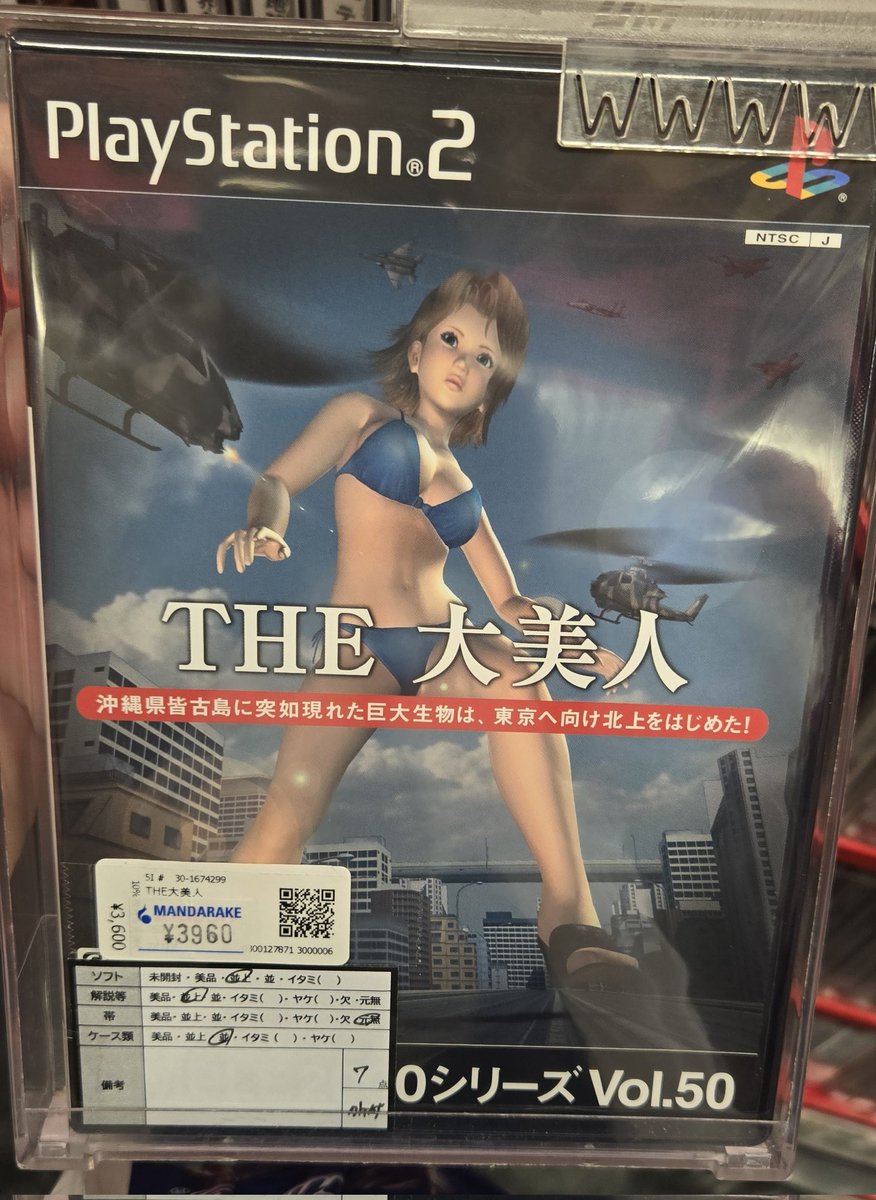 PlayStation®2
NTSC J
THE 大美人
沖縄県皆古島に突如現れた巨大生物は、東京へ向け北上をはじめた!
5I # 30-1674299
THE大美人
10%
¥3,600
MANDARAKE
¥3960
3000006
ソフト 未開封・美品・並上・並・イタミ( )
解説等 美品・並上・並・イタミ( )・ヤケ( )・欠・元無
帯 美品・並上・並・イタミ( )・ヤケ( )・欠・元無
ケース類 美品・並上・並・イタミ( )・ヤケ( )
備考 7点
0シリーズ Vol.50